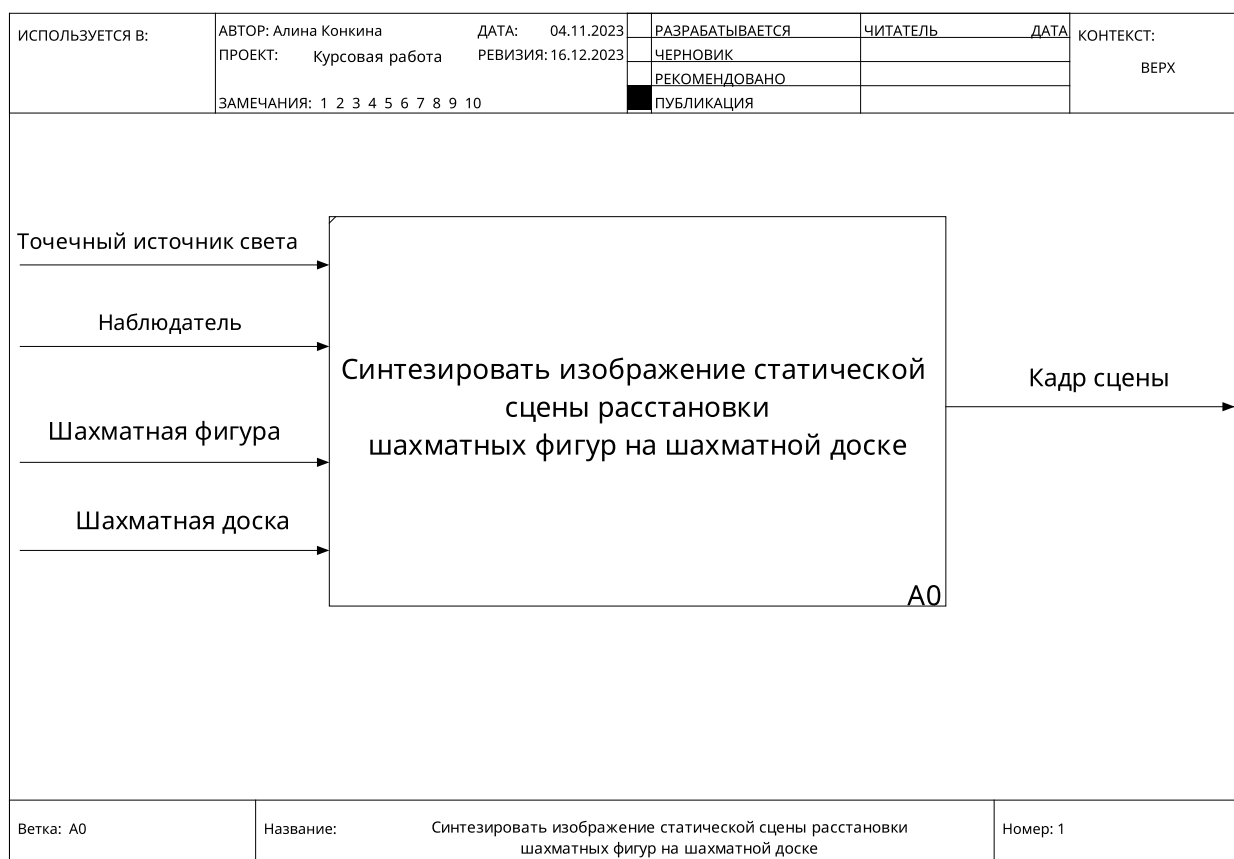 ИСПОЛЬЗУЕТСЯ В:
АВТОР: Алина Конкина
ДАТА: 04.11.2023
ПРОЕКТ: Курсовая работа
РЕВИЗИЯ: 16.12.2023
ЗАМЕЧАНИЯ: 1 2 3 4 5 6 7 8 9 10
РАЗРАБАТЫВАЕТСЯ
ЧЕРНОВИК
РЕКОМЕНДОВАНО
ПУБЛИКАЦИЯ
ЧИТАТЕЛЬ ДАТА
КОНТЕКСТ:
ВЕРХ
Точечный источник света
Наблюдатель
Шахматная фигура
Шахматная доска
Синтезировать изображение статической
сцены расстановки
шахматных фигур на шахматной доске
A0
Кадр сцены
Ветка: A0
Название:
Синтезировать изображение статической сцены расстановки
шахматных фигур на шахматной доске
Номер: 1